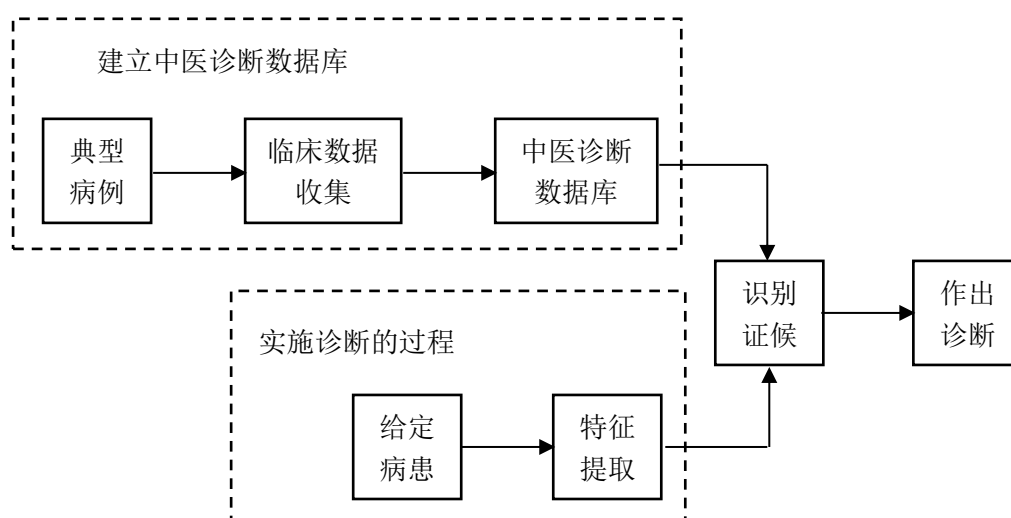 建立中医诊断数据库
典型
病例
临床数据
收集
中医诊断
数据库
识别
证候
作出
诊断
实施诊断的过程
给定
病患
特征
提取